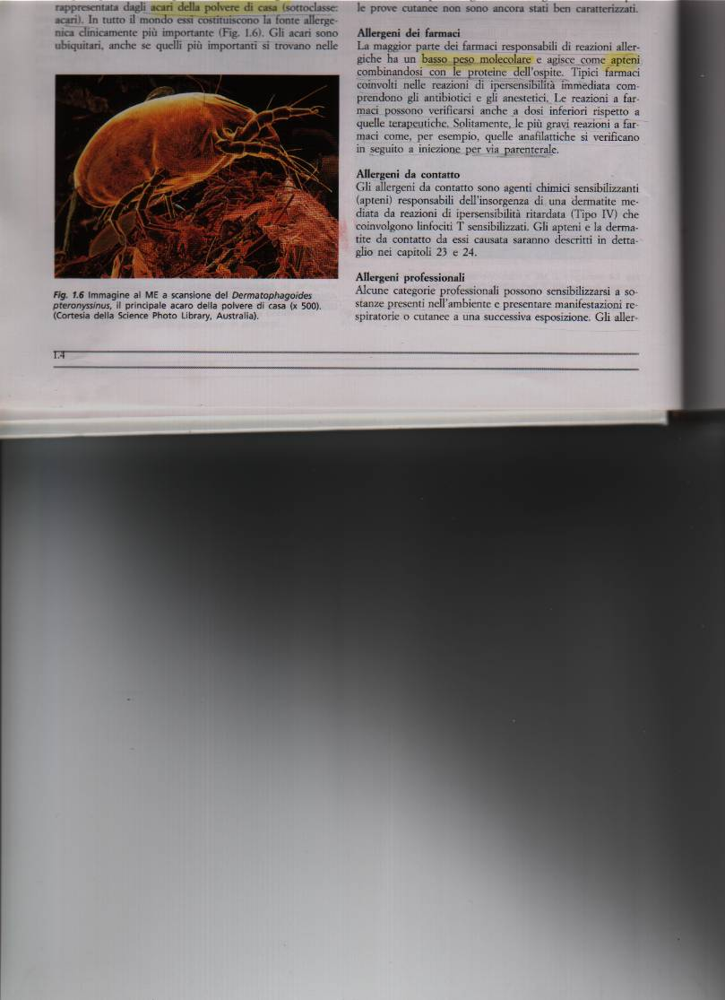 rappresentata dagli acari della polvere di casa (sottoclasse:
acari). In tutto il mondo essi costituiscono la fonte allerge-
nica clinicamente più importante (Fig. 1.6). Gli acari sono
ubiquitari, anche se quelli più importanti si trovano nelle
Fig. 1.6 Immagine al ME a scansione del Dermatophagoides
pteronyssinus, il principale acaro della polvere di casa (x 500).
(Cortesia della Science Photo Library, Australia).
le prove cutanee non sono ancora stati ben caratterizzati.
Allergeni dei farmaci
La maggior parte dei farmaci responsabili di reazioni aller-
giche ha un basso peso molecolare e agisce come apteni
combinandosi con le proteine dell'ospite. Tipici farmaci
coinvolti nelle reazioni di ipersensibilità immediata com-
prendono gli antibiotici e gli anestetici. Le reazioni a far-
maci possono verificarsi anche a dosi inferiori rispetto a
quelle terapeutiche. Solitamente, le più gravi reazioni a far-
maci come, per esempio, quelle anafilattiche si verificano
in seguito a iniezione per via parenterale.
Allergeni da contatto
Gli allergeni da contatto sono agenti chimici sensibilizzanti
(apteni) responsabili dell'insorgenza di una dermatite me-
diata da reazioni di ipersensibilità ritardata (Tipo IV) che
coinvolgono linfociti T sensibilizzati. Gli apteni e la derma-
tite da contatto da essi causata saranno descritti in detta-
glio nei capitoli 23 e 24.
Allergeni professionali
Alcune categorie professionali possono sensibilizzarsi a so-
stanze presenti nell'ambiente e presentare manifestazioni re-
spiratorie o cutanee a una successiva esposizione. Gli aller-
1.4